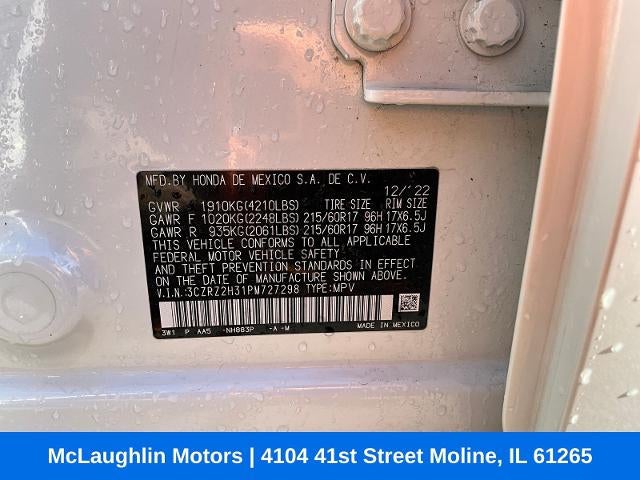 MFD.BY HONDA DE MEXICO S.A. DE C.V. 12/'22
GVWR 1910KG(4210LBS) TIRE SIZE RIM SIZE
GAWR F 1020KG(2248LBS) 215/60R17 96H 17X6.5J
GAWR R 935KG(2061LBS) 215/60R17 96H 17X6.5J
THIS VEHICLE CONFORMS TO ALL APPLICABLE
FEDERAL MOTOR VEHICLE SAFETY
AND THEFT PREVENTION STANDARDS IN EFFECT
ON THE DATE OF MANUFACTURE SHOWN ABOVE.
V.I.N:3CZRZ2H31PM727298 TYPE:MPV
3W1 P AA5 NH883P -A-M MADE IN MEXICO
McLaughlin Motors | 4104 41st Street Moline, IL 61265